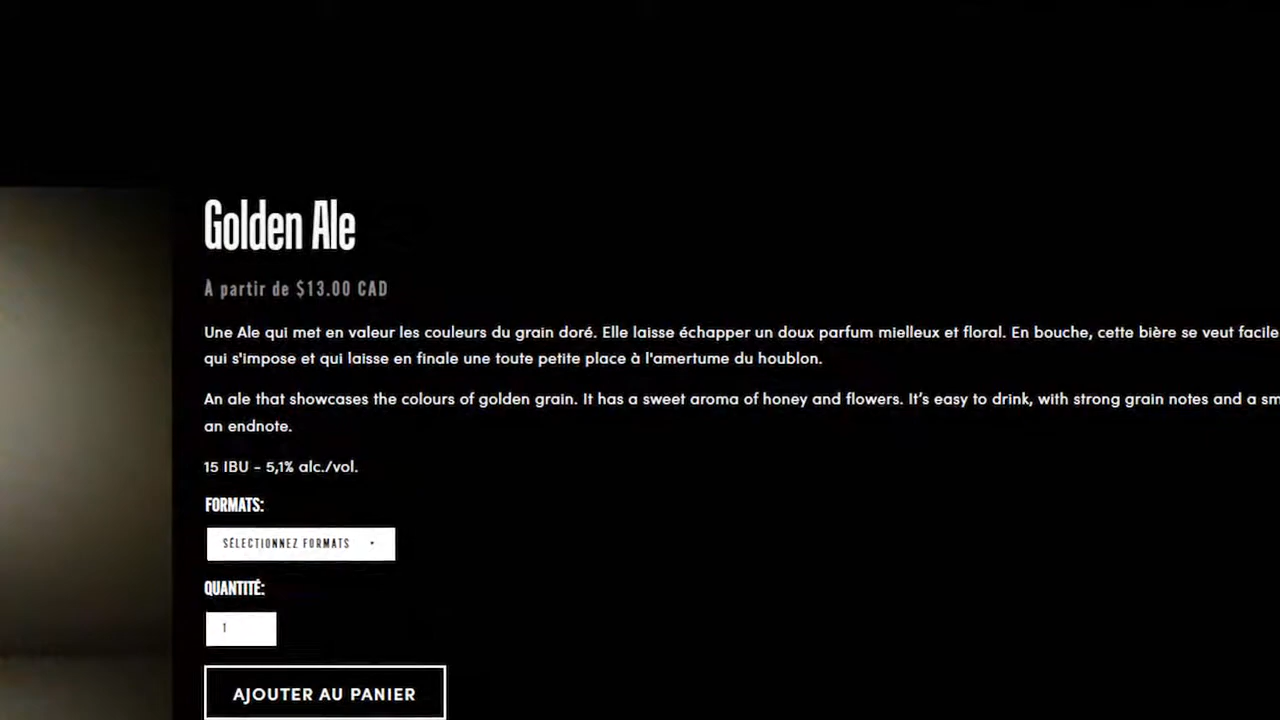 Golden Ale
À partir de $13.00 CAD
Une Ale qui met en valeur les couleurs du grain doré. Elle laisse échapper un doux parfum mielleux et floral. En bouche, cette bière se veut facile
qui s'impose et qui laisse en finale une toute petite place à l'amertume du houblon.
An ale that showcases the colours of golden grain. It has a sweet aroma of honey and flowers. It’s easy to drink, with strong grain notes and a sm
an endnote.
15 IBU - 5,1% alc./vol.
FORMATS:
SÉLECTIONNEZ FORMATS
QUANTITÉ:
1
AJOUTER AU PANIER